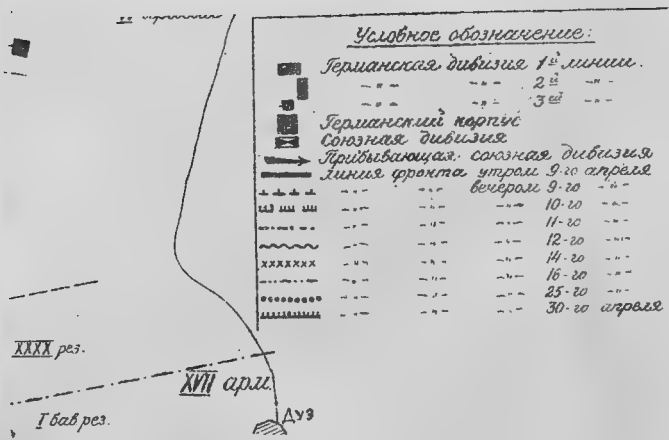 Условное обозначение:
Германская дивизия 1й линии.
-"- -"- 2й -"-
-"- -"- 3ей -"-
Германский корпус
Союзная дивизия
Прибывающая союзная дивизия
Линия фронта утром 9-го апреля
-"- -"- вечером 9-го -"-
-"- -"- -"- 10-го -"-
-"- -"- -"- 11-го -"-
-"- -"- -"- 12-го -"-
-"- -"- -"- 14-го -"-
-"- -"- -"- 16-го -"-
-"- -"- -"- 25-го -"-
-"- -"- -"- 30-го апреля
XXXX рез.
XVII арм.
I бав рез.
Дуэ